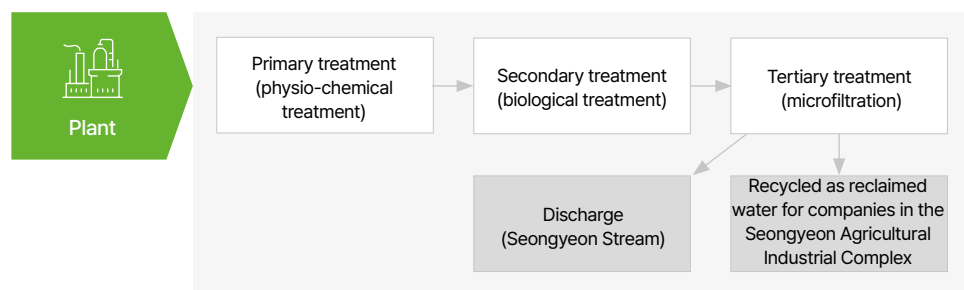 Plant
Primary treatment
(physio-chemical
treatment)
Secondary treatment
(biological treatment)
Tertiary treatment
(microfiltration)
Discharge
(Seongyeon Stream)
Recycled as reclaimed
water for companies in the
Seongyeon Agricultural
Industrial Complex